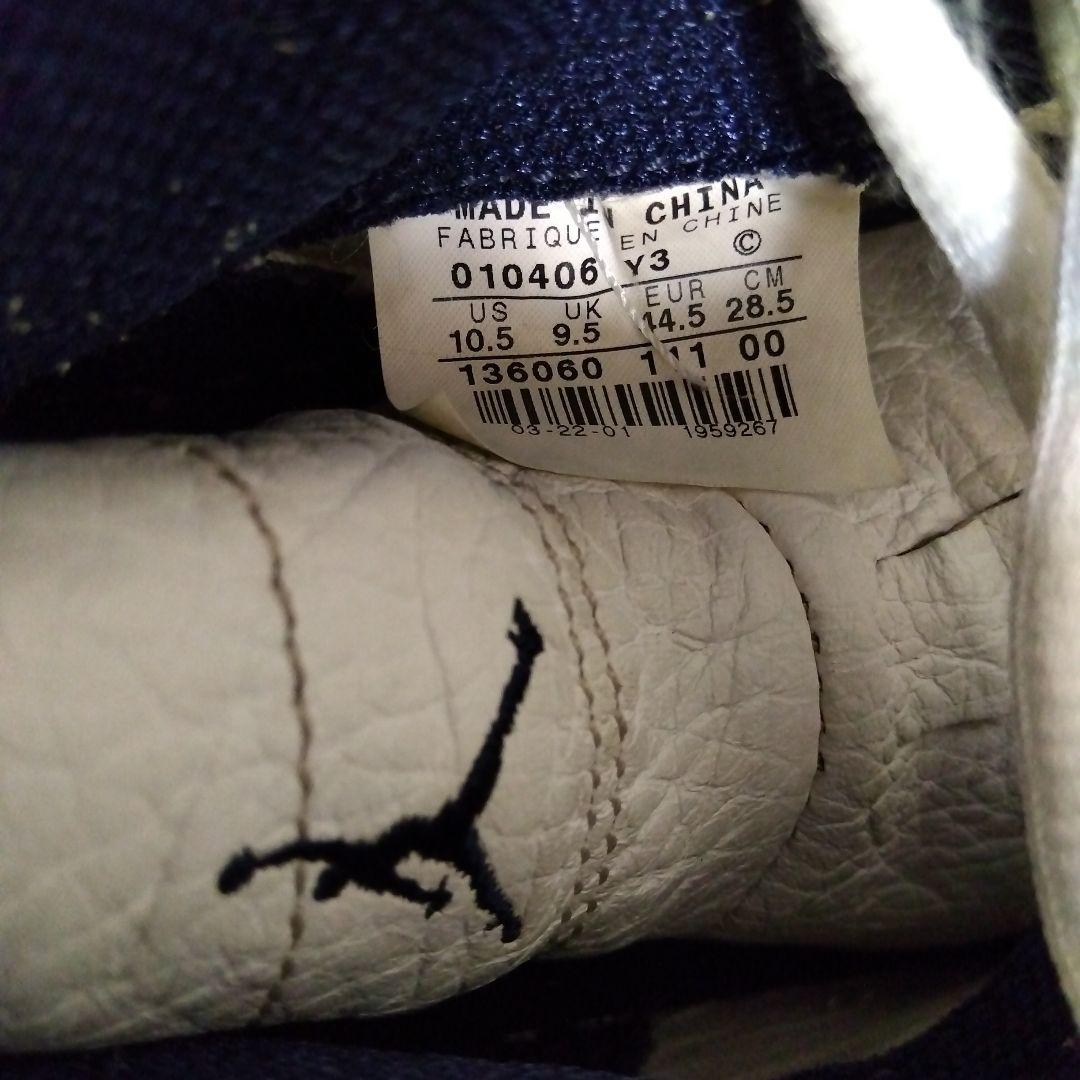 MADE IN CHINA
FABRIQUE EN CHINE
010406 Y3 ©
US UK EUR CM
10.5 9.5 44.5 28.5
136060 111 00
03-22-01 1959267